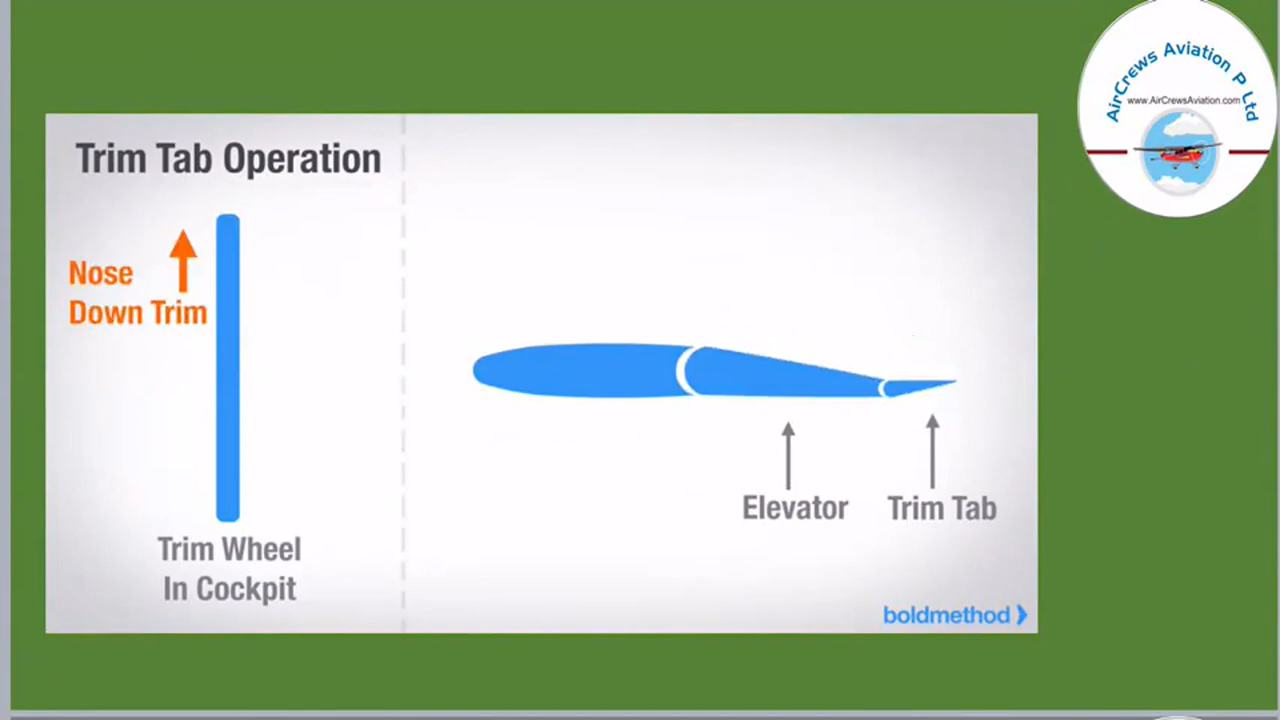 Trim Tab Operation
Nose
Down Trim
Trim Wheel
In Cockpit
Elevator
Trim Tab
boldmethod
AirCrews Aviation P Ltd
www.AirCrewsAviation.com